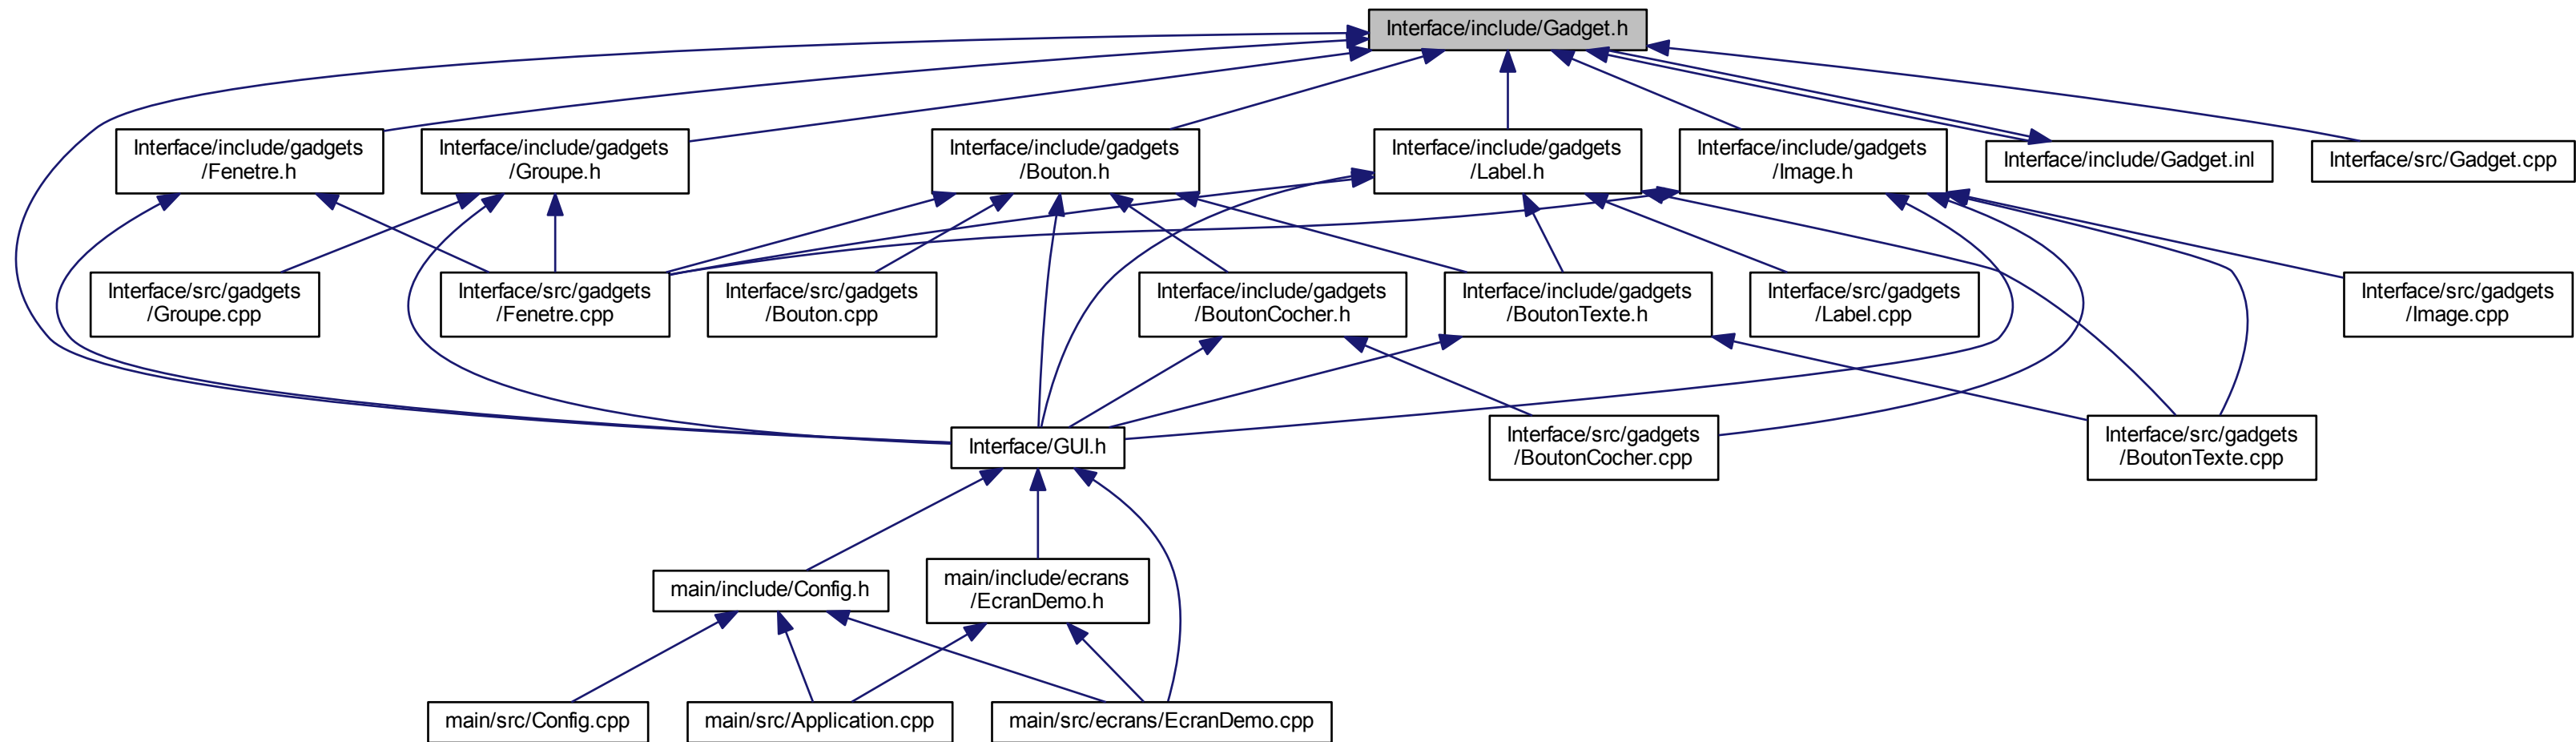 Interface/include/Gadget.h
Interface/include/gadgets
/Fenetre.h
Interface/include/gadgets
/Groupe.h
Interface/include/gadgets
/Bouton.h
Interface/include/gadgets
/Label.h
Interface/include/gadgets
/Image.h
Interface/include/Gadget.inl
Interface/src/Gadget.cpp
Interface/src/gadgets
/Groupe.cpp
Interface/src/gadgets
/Fenetre.cpp
Interface/src/gadgets
/Bouton.cpp
Interface/include/gadgets
/BoutonCocher.h
Interface/include/gadgets
/BoutonTexte.h
Interface/src/gadgets
/Label.cpp
Interface/src/gadgets
/Image.cpp
Interface/GUI.h
Interface/src/gadgets
/BoutonCocher.cpp
Interface/src/gadgets
/BoutonTexte.cpp
main/include/Config.h
main/include/ecrans
/EcranDemo.h
main/src/Config.cpp
main/src/Application.cpp
main/src/ecrans/EcranDemo.cpp